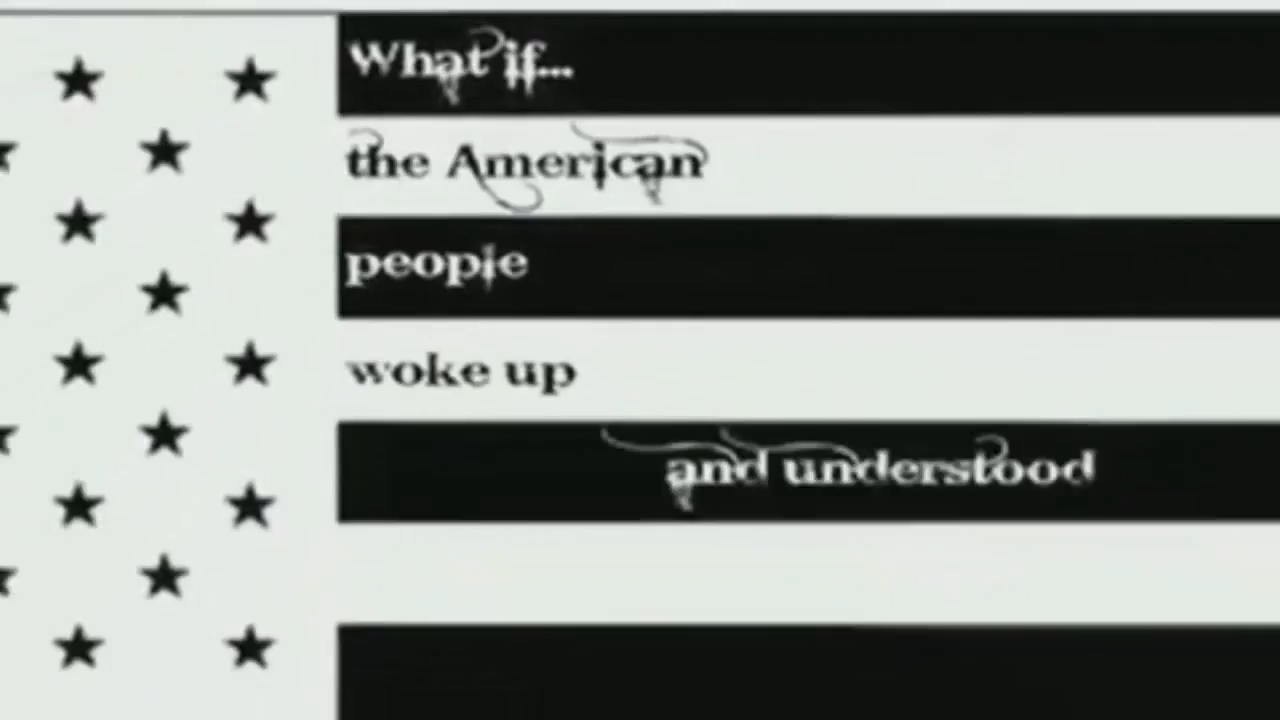 What if...
the American
people
woke up
and understood